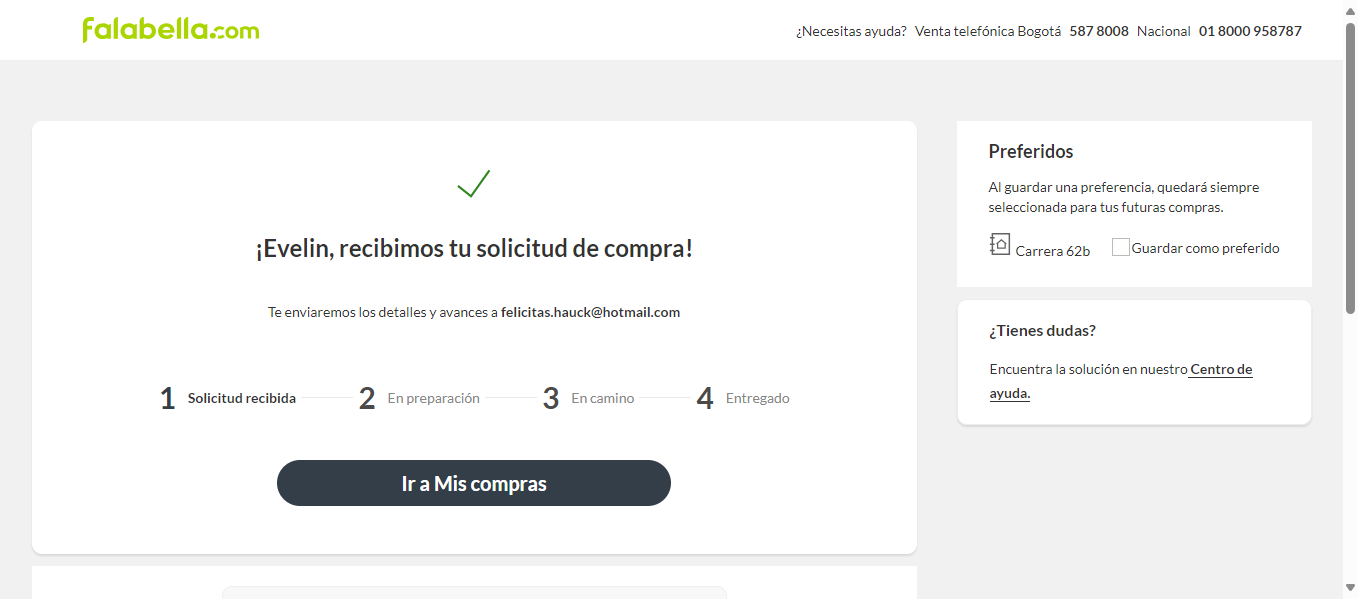 falabella.com
¿Necesitas ayuda? Venta telefónica Bogotá 587 8008 Nacional 01 8000 958787
¡Evelin, recibimos tu solicitud de compra!
Te enviaremos los detalles y avances a felicitas.hauck@hotmail.com
1 Solicitud recibida 2 En preparación 3 En camino 4 Entregado
Ir a Mis compras
Preferidos
Al guardar una preferencia, quedará siempre
seleccionada para tus futuras compras.
Carrera 62b Guardar como preferido
¿Tienes dudas?
Encuentra la solución en nuestro Centro de
ayuda.